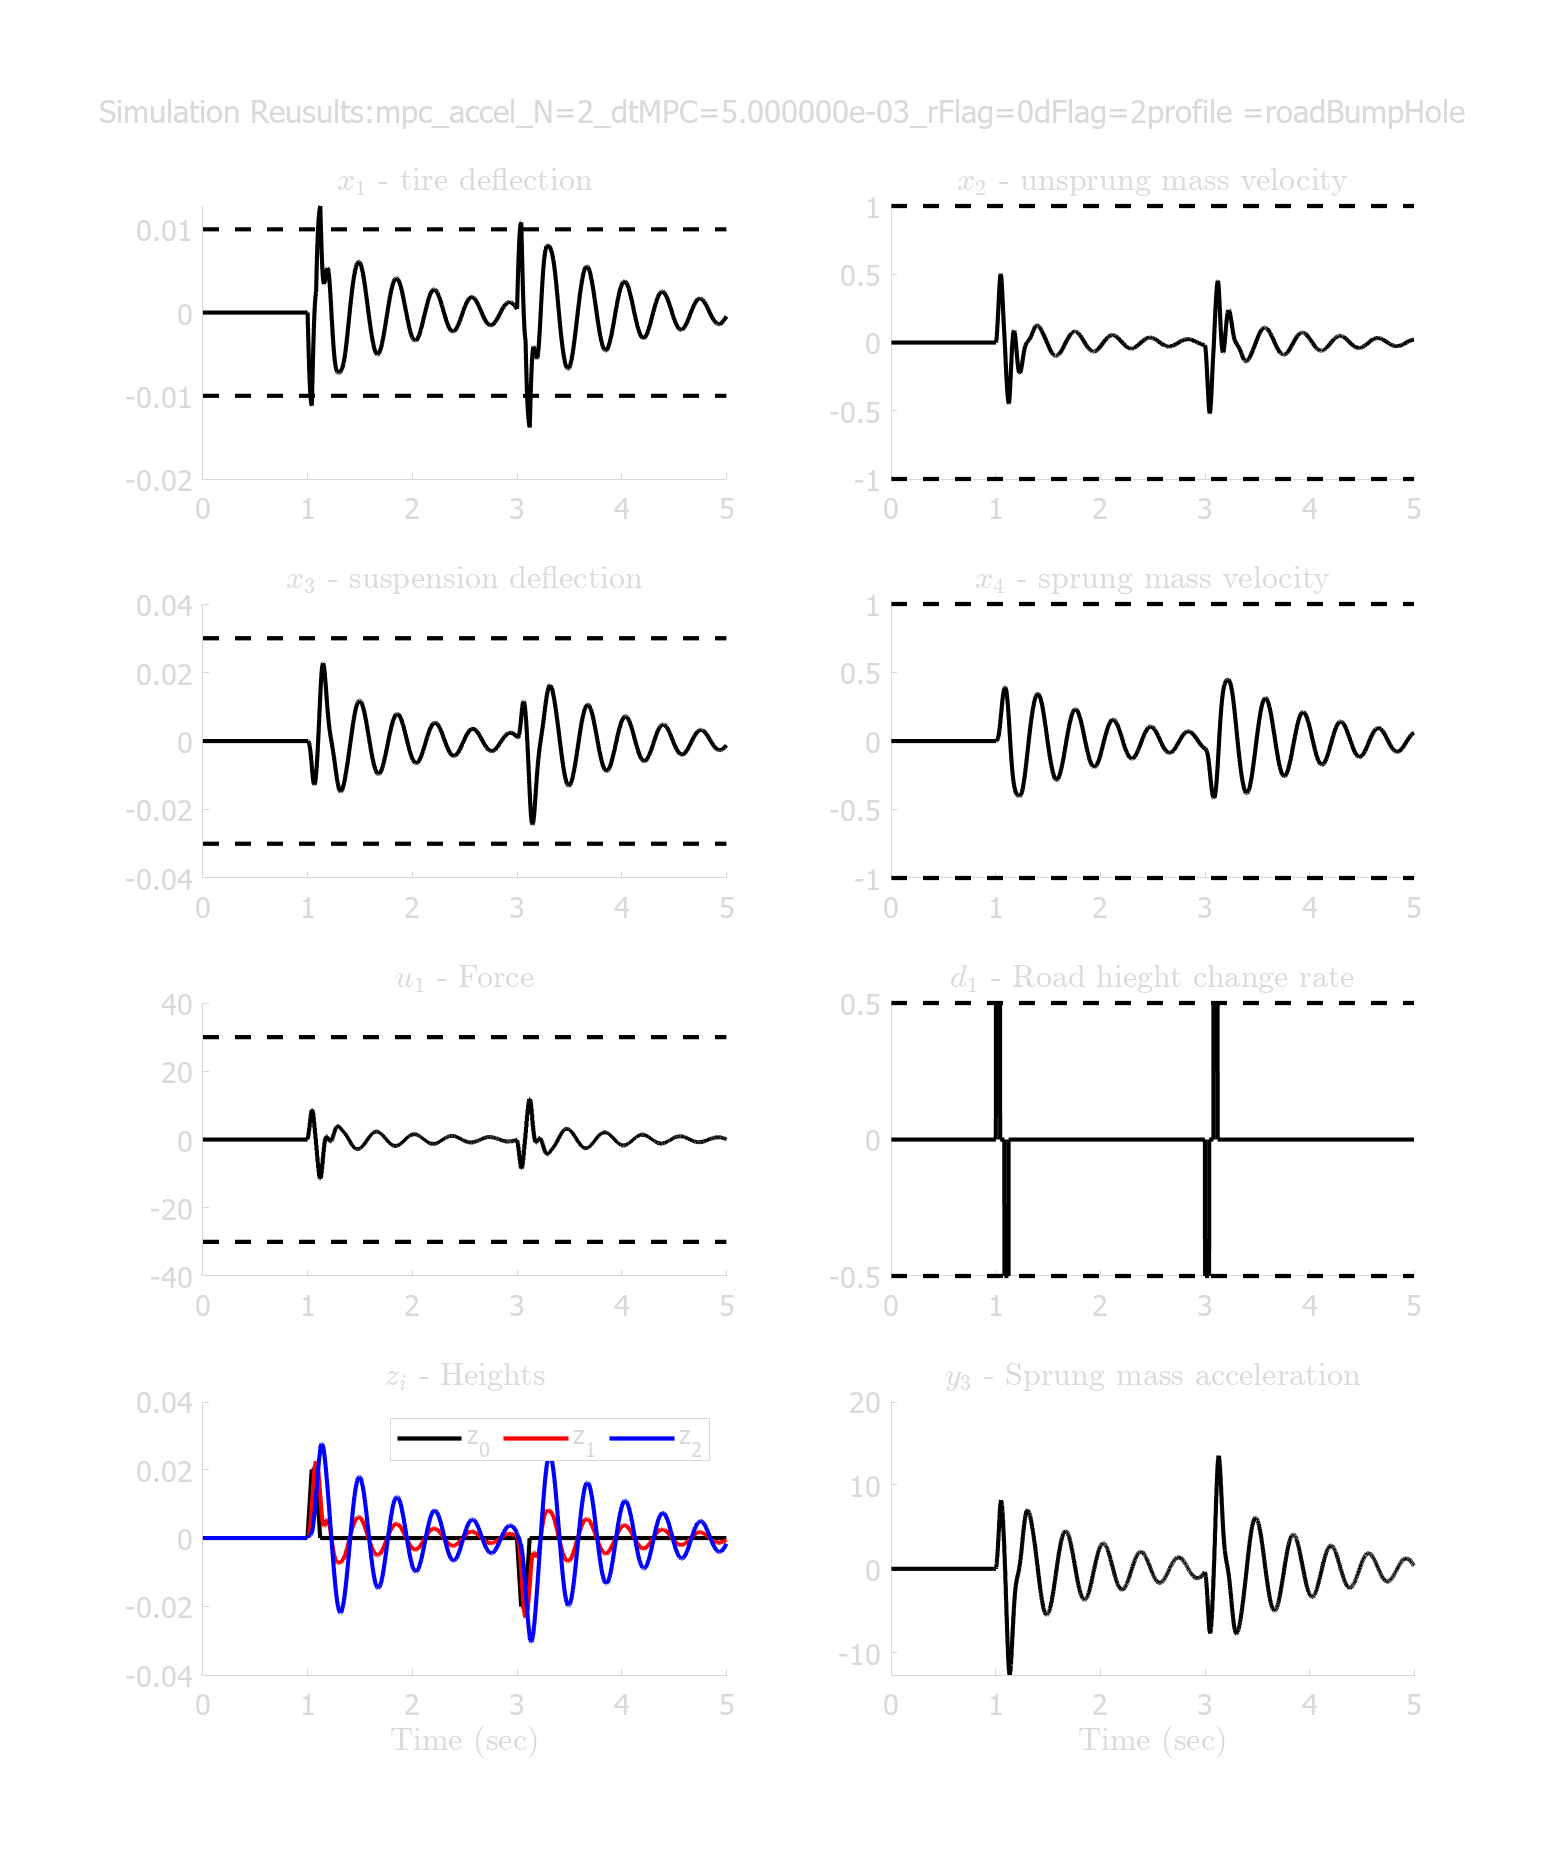 Simulation Reusults:mpc_accel_N=2_dtMPC=5.000000e-03_rFlag=0dFlag=2profile =roadBumpHole
x1 - tire deflection
0.01
0
-0.01
-0.02
0 1 2 3 4 5
x2 - unsprung mass velocity
1
0.5
0
-0.5
-1
0 1 2 3 4 5
x3 - suspension deflection
0.04
0.02
0
-0.02
-0.04
0 1 2 3 4 5
x4 - sprung mass velocity
1
0.5
0
-0.5
-1
0 1 2 3 4 5
u1 - Force
40
20
0
-20
-40
0 1 2 3 4 5
d1 - Road hieght change rate
0.5
0
-0.5
0 1 2 3 4 5
zi - Heights
0.04
0.02
0
-0.02
-0.04
z0 z1 z2
0 1 2 3 4 5
Time (sec)
y3 - Sprung mass acceleration
20
10
0
-10
0 1 2 3 4 5
Time (sec)